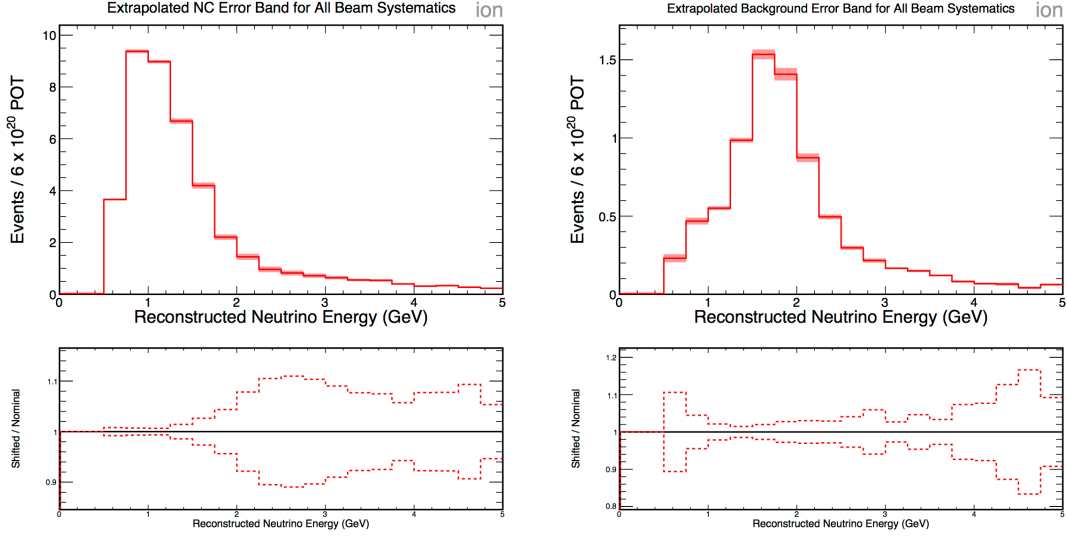 Extrapolated NC Error Band for All Beam Systematics
ion
Events / 6 x 10^20 POT
10
8
6
4
2
0
0 1 2 3 4 5
Reconstructed Neutrino Energy (GeV)
Shifted / Nominal
1.1
1
0.9
0 1 2 3 4 5
Reconstructed Neutrino Energy (GeV)
Extrapolated Background Error Band for All Beam Systematics
ion
Events / 6 x 10^20 POT
1.5
1
0.5
0
0 1 2 3 4 5
Reconstructed Neutrino Energy (GeV)
Shifted / Nominal
1.2
1.1
1
0.9
0.8
0 1 2 3 4 5
Reconstructed Neutrino Energy (GeV)